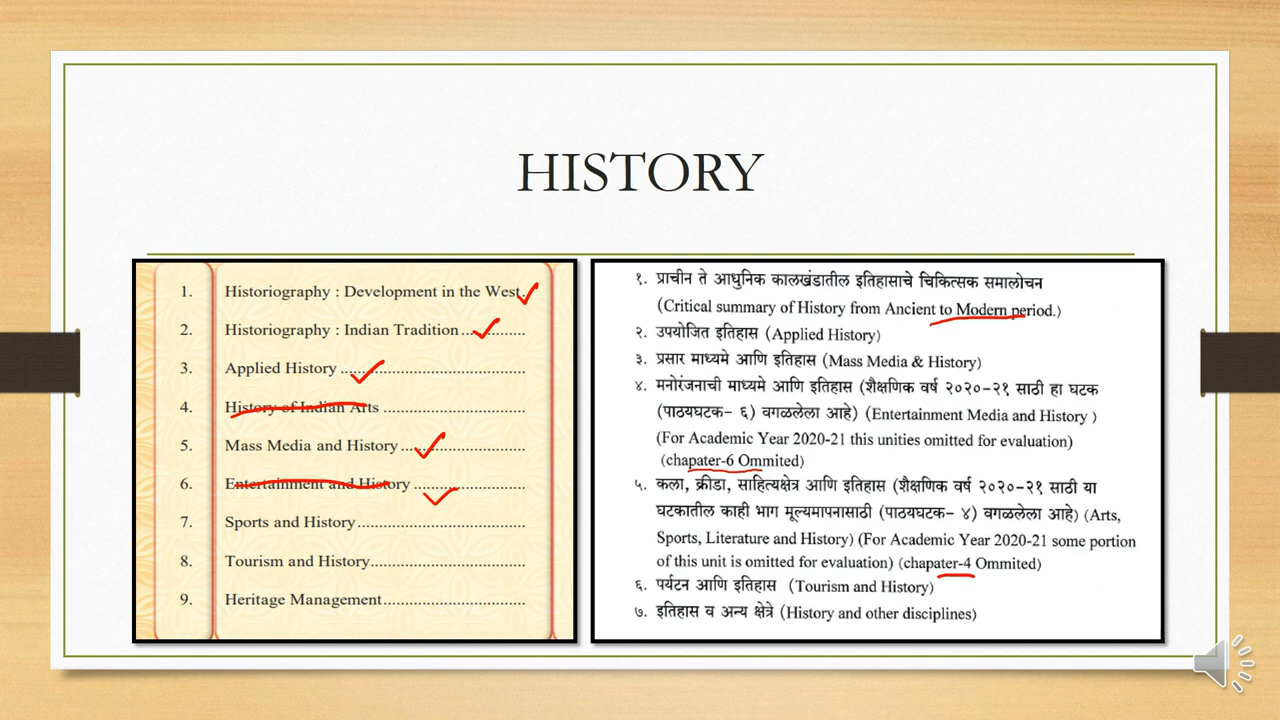 HISTORY
1. Historiography : Development in the West.
2. Historiography : Indian Tradition ..............
3. Applied History ..........................................
4. History of Indian Arts ................................
5. Mass Media and History ............................
6. Entertainment and History .........................
7. Sports and History......................................
8. Tourism and History...................................
9. Heritage Management................................
१. प्राचीन ते आधुनिक कालखंडातील इतिहासाचे चिकित्सक समालोचन
(Critical summary of History from Ancient to Modern period.)
२. उपयोजित इतिहास (Applied History)
३. प्रसार माध्यमे आणि इतिहास (Mass Media & History)
४. मनोरंजनाची माध्यमे आणि इतिहास (शैक्षणिक वर्ष २०२०-२१ साठी हा घटक
(पाठयघटक- ६) वगळलेला आहे) (Entertainment Media and History )
(For Academic Year 2020-21 this unities omitted for evaluation)
(chapater-6 Ommited)
५. कला, क्रीडा, साहित्यक्षेत्र आणि इतिहास (शैक्षणिक वर्ष २०२०-२१ साठी या
घटकातील काही भाग मूल्यमापनासाठी (पाठयघटक- ४) वगळलेला आहे) (Arts,
Sports, Literature and History) (For Academic Year 2020-21 some portion
of this unit is omitted for evaluation) (chapater-4 Ommited)
६. पर्यटन आणि इतिहास (Tourism and History)
७. इतिहास व अन्य क्षेत्रे (History and other disciplines)